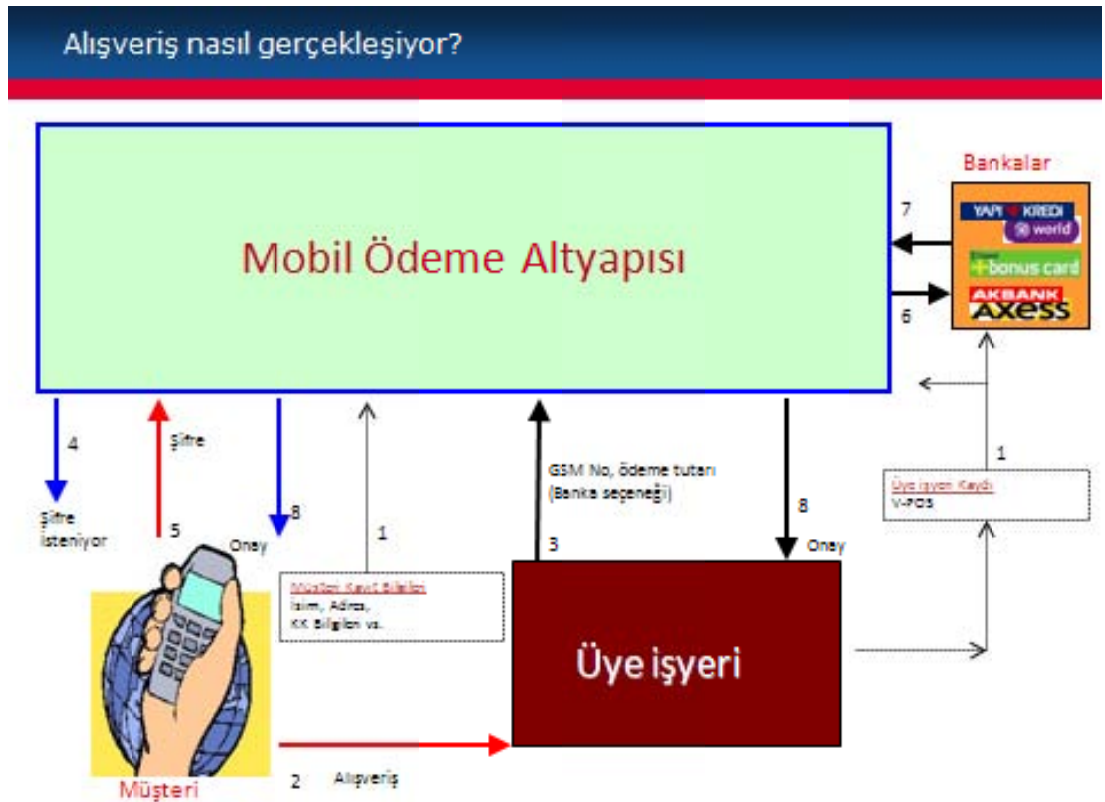 Alışveriş nasıl gerçekleşiyor?
Mobil Ödeme Altyapısı
Bankalar
YAPI KREDI
world
bonus card
AKBANK
AXess
7
6
4
Şifre
İsteniyor
Şifre
5
8
Onay
1
Müşteri Kayıt Bilgileri
İsim, Adres,
KK Bilgileri vs.
GSM No, ödeme tutarı
(Banka seçeneği)
3
8
Onay
1
Üye işyeri Kaydı
V-POS
Üye işyeri
2 Alışveriş
Müşteri